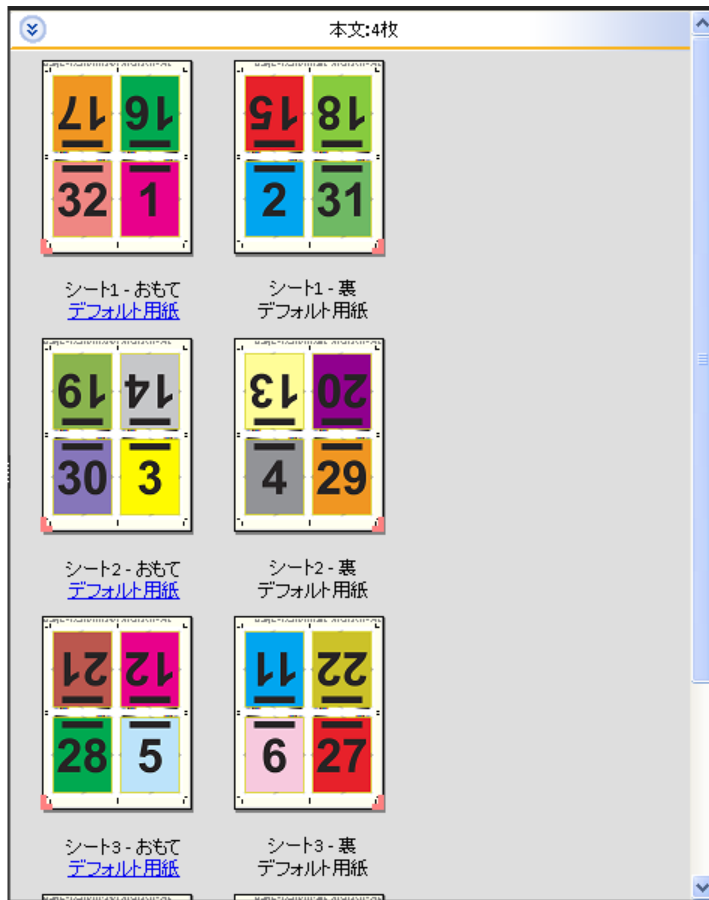 本文:4枚
17 16
32 1
15 18
2 31
シート1 - おもて
デフォルト用紙
シート1 - 裏
デフォルト用紙
19 14
30 3
13 20
4 29
シート2 - おもて
デフォルト用紙
シート2 - 裏
デフォルト用紙
21 12
28 5
11 22
6 27
シート3 - おもて
デフォルト用紙
シート3 - 裏
デフォルト用紙